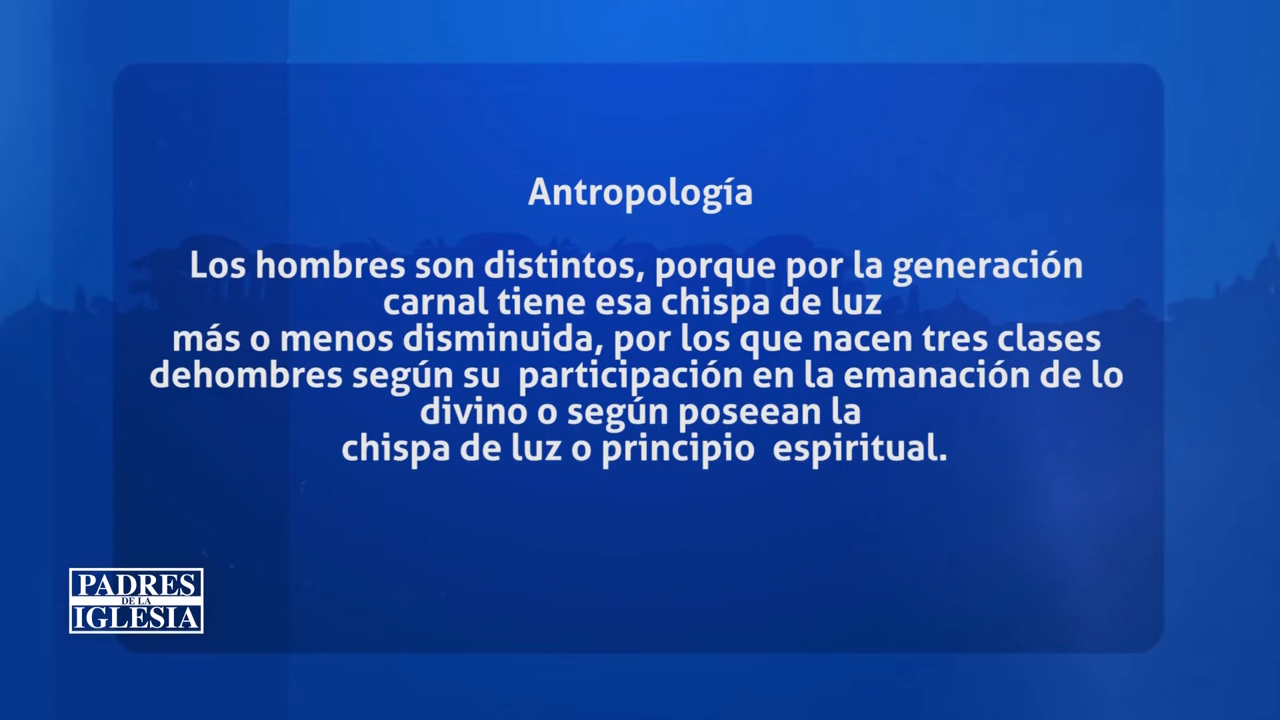 Antropología
Los hombres son distintos, porque por la generación
carnal tiene esa chispa de luz
más o menos disminuida, por los que nacen tres clases
dehombres según su  participación en la emanación de lo
divino o según poseean la
chispa de luz o principio  espiritual.
PADRES
DE LA
IGLESIA